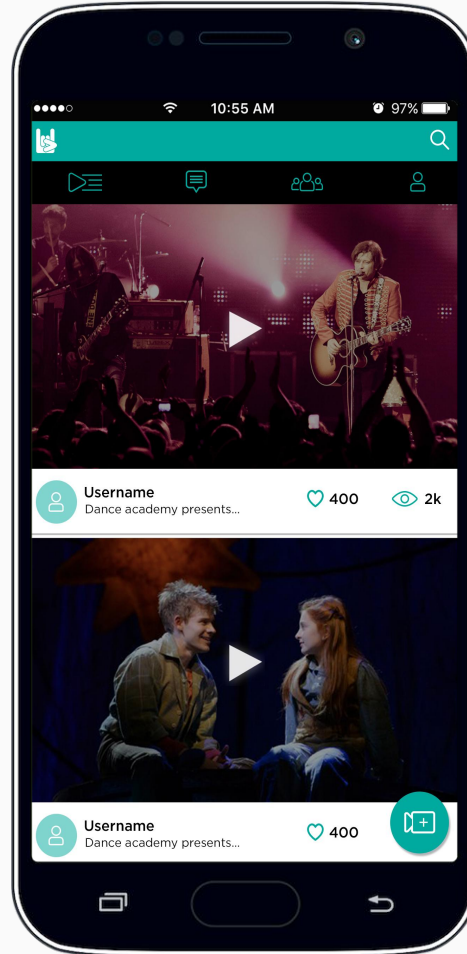 10:55 AM
97%
Username
Dance academy presents...
400
2k
Username
Dance academy presents...
400